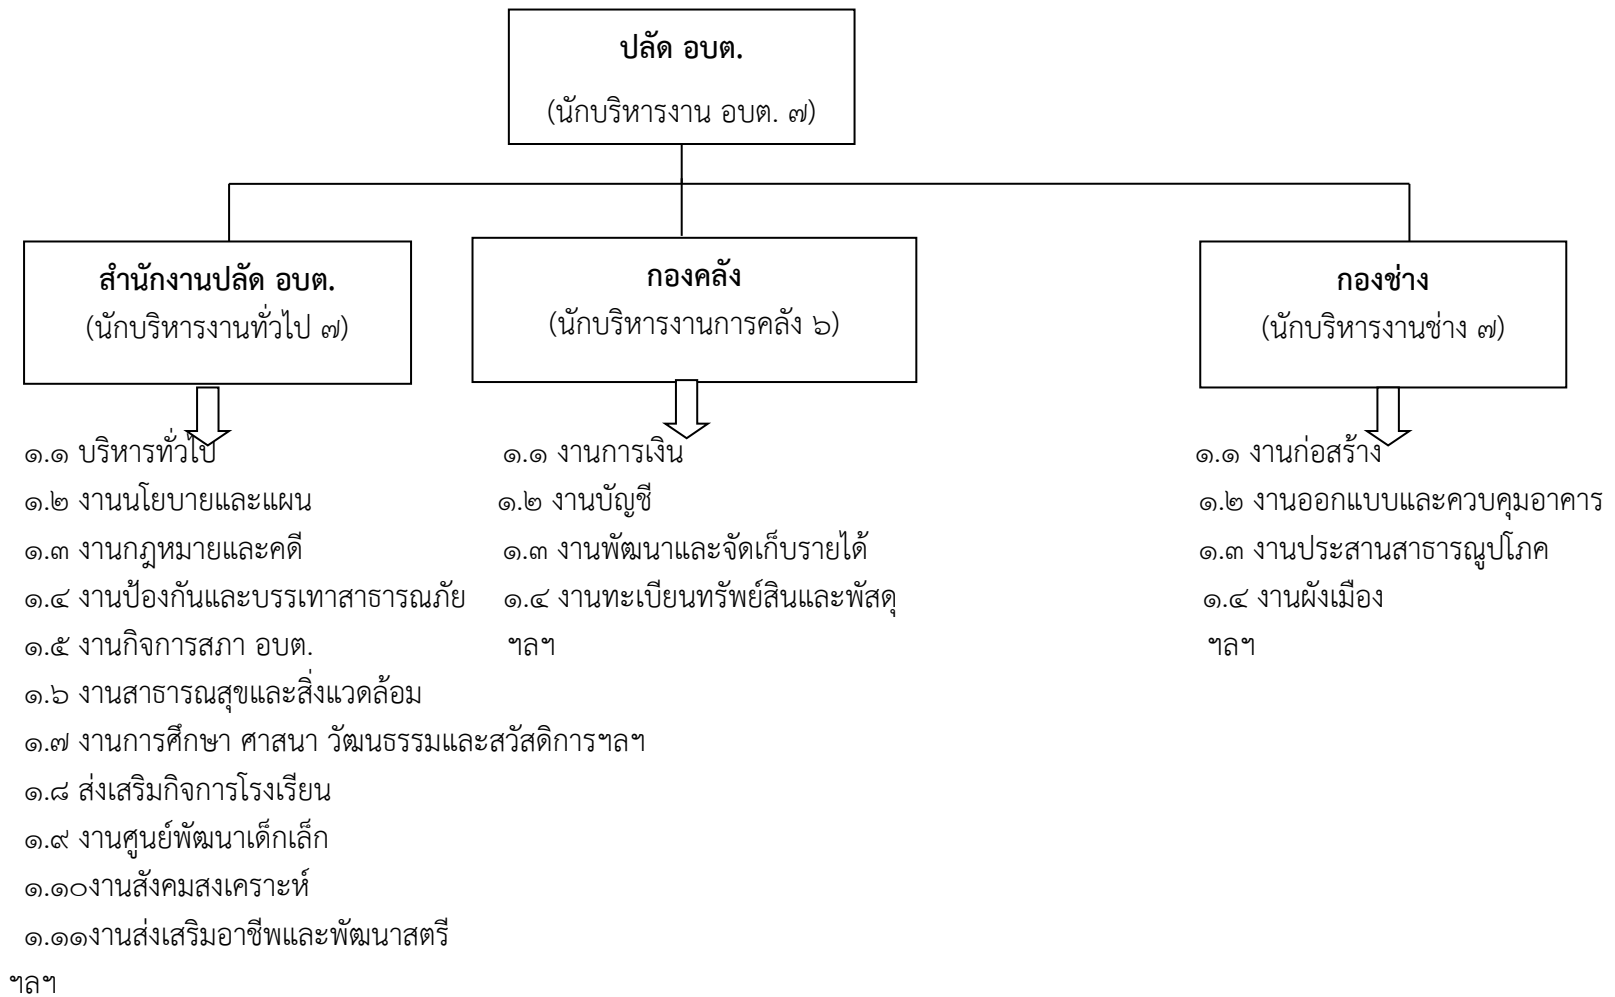 ปลัด อบต.
(นักบริหารงาน อบต. ๗)
สำนักงานปลัด อบต.
(นักบริหารงานทั่วไป ๗)
๑.๑ บริหารทั่วไป
๑.๒ งานนโยบายและแผน
๑.๓ งานกฎหมายและคดี
๑.๔ งานป้องกันและบรรเทาสาธารณภัย
๑.๕ งานกิจการสภา อบต.
๑.๖ งานสาธารณสุขและสิ่งแวดล้อม
๑.๗ งานการศึกษา ศาสนา วัฒนธรรมและสวัสดิการฯลฯ
๑.๘ ส่งเสริมกิจการโรงเรียน
๑.๙ งานศูนย์พัฒนาเด็กเล็ก
๑.๑๐งานสังคมสงเคราะห์
๑.๑๑งานส่งเสริมอาชีพและพัฒนาสตรี
ฯลฯ
กองคลัง
(นักบริหารงานการคลัง ๖)
๑.๑ งานการเงิน
๑.๒ งานบัญชี
๑.๓ งานพัฒนาและจัดเก็บรายได้
๑.๔ งานทะเบียนทรัพย์สินและพัสดุ
ฯลฯ
กองช่าง
(นักบริหารงานช่าง ๗)
๑.๑ งานก่อสร้าง
๑.๒ งานออกแบบและควบคุมอาคาร
๑.๓ งานประสานสาธารณูปโภค
๑.๔ งานผังเมือง
ฯลฯ